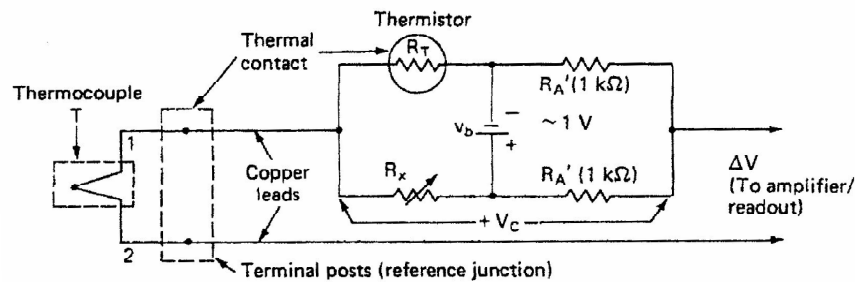 Thermistor
Thermal
contact
R_T
Thermocouple
R_A'(1 kΩ)
1
v_b
−
+
~1 V
Copper
leads
R_x
R_A'(1 kΩ)
ΔV
(To amplifier/
readout)
+ V_C
2
Terminal posts (reference junction)